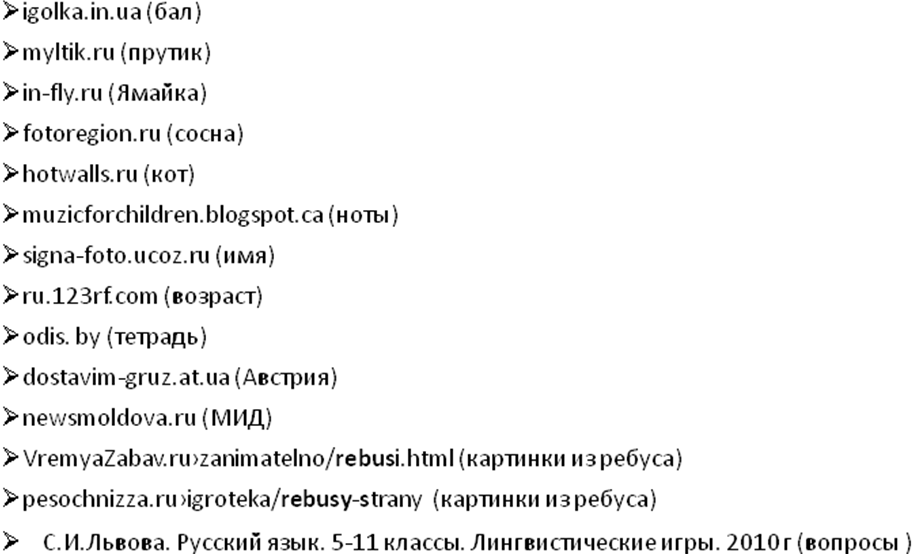 ➢igolka.in.ua (бал)
➢myltik.ru (прутик)
➢in-fly.ru (Ямайка)
➢fotoregion.ru (сосна)
➢hotwalls.ru (кот)
➢muzicforchildren.blogspot.ca (ноты)
➢signa-foto.ucoz.ru (имя)
➢ru.123rf.com (возраст)
➢odis. by (тетрадь)
➢dostavim-gruz.at.ua (Австрия)
➢newsmoldova.ru (МИД)
➢VremyaZabav.ru›zanimatelno/rebusi.html (картинки из ребуса)
➢pesochnizza.ru›igroteka/rebusy-strany (картинки из ребуса)
➢ С.И.Львова. Русский язык. 5-11 классы. Лингвистические игры. 2010 г (вопросы )